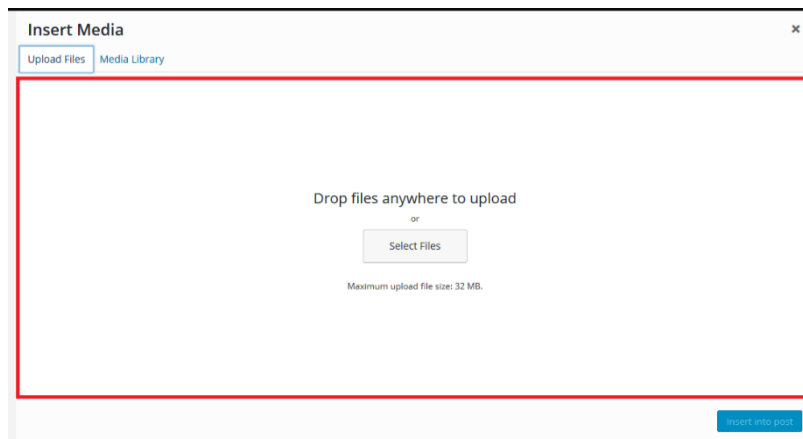 Insert Media
Upload Files Media Library
Drop files anywhere to upload
or
Select Files
Maximum upload file size: 32 MB.
Insert into post